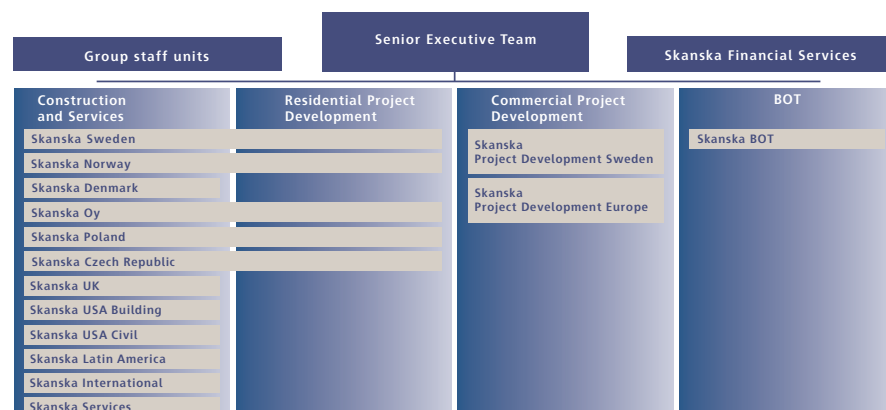 Senior Executive Team
Group staff units
Skanska Financial Services
Construction
and Services
Residential Project
Development
Commercial Project
Development
BOT
Skanska Sweden
Skanska Norway
Skanska Denmark
Skanska Oy
Skanska Poland
Skanska Czech Republic
Skanska UK
Skanska USA Building
Skanska USA Civil
Skanska Latin America
Skanska International
Skanska Services
Skanska
Project Development Sweden
Skanska
Project Development Europe
Skanska BOT